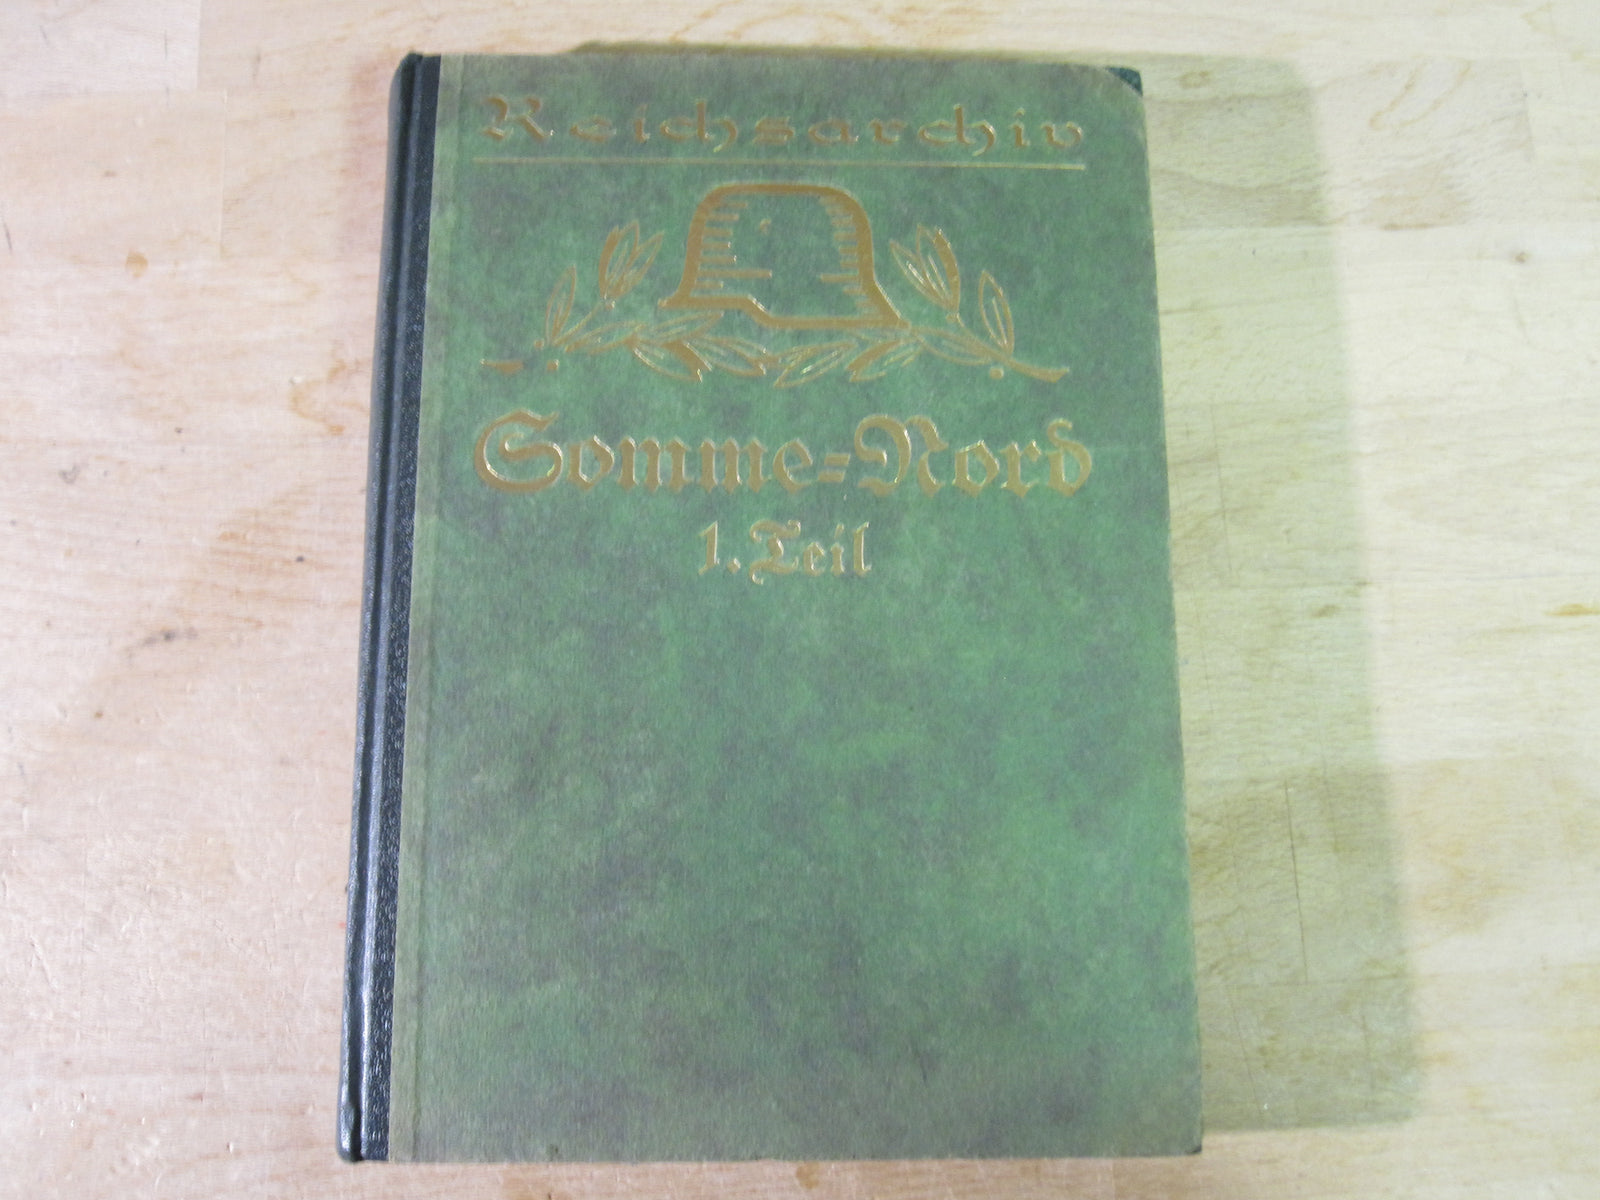 Reichsarchiv
Somme=Nord
1. Teil